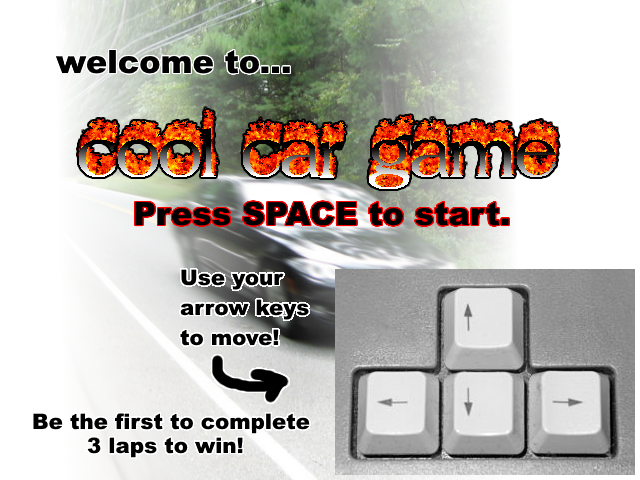 welcome to...
cool car game
Press SPACE to start.
Use your
arrow keys
to move!
Be the first to complete
3 laps to win!